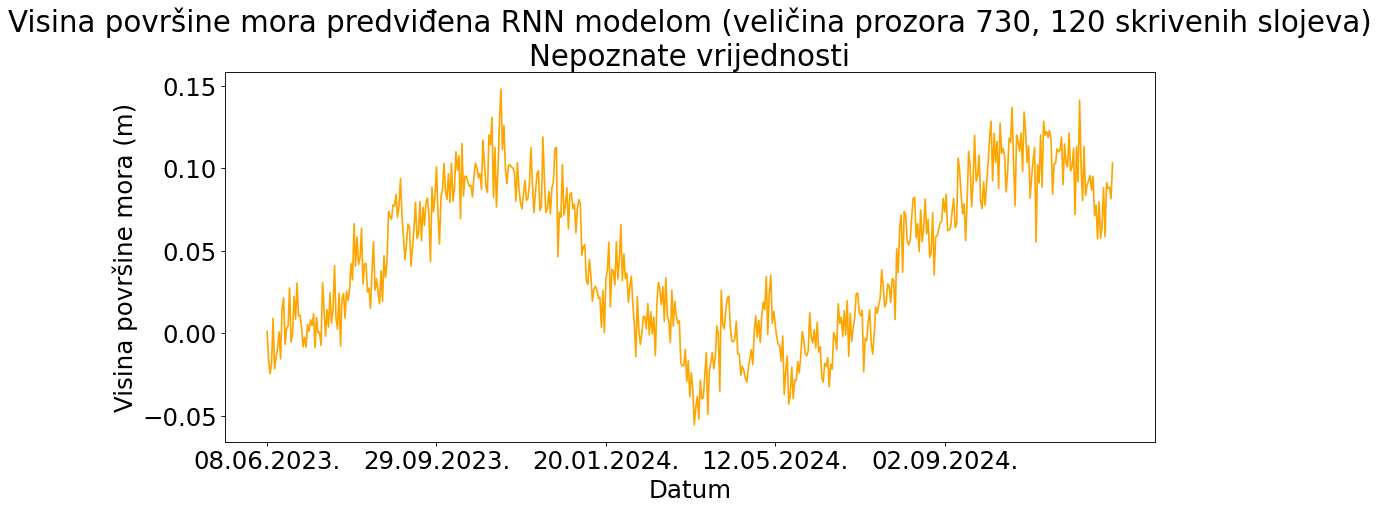 Visina površine mora predviđena RNN modelom (veličina prozora 730, 120 skrivenih slojeva)
Nepoznate vrijednosti
Visina površine mora (m)
0.15
0.10
0.05
0.00
−0.05
08.06.2023. 29.09.2023. 20.01.2024. 12.05.2024. 02.09.2024.
Datum